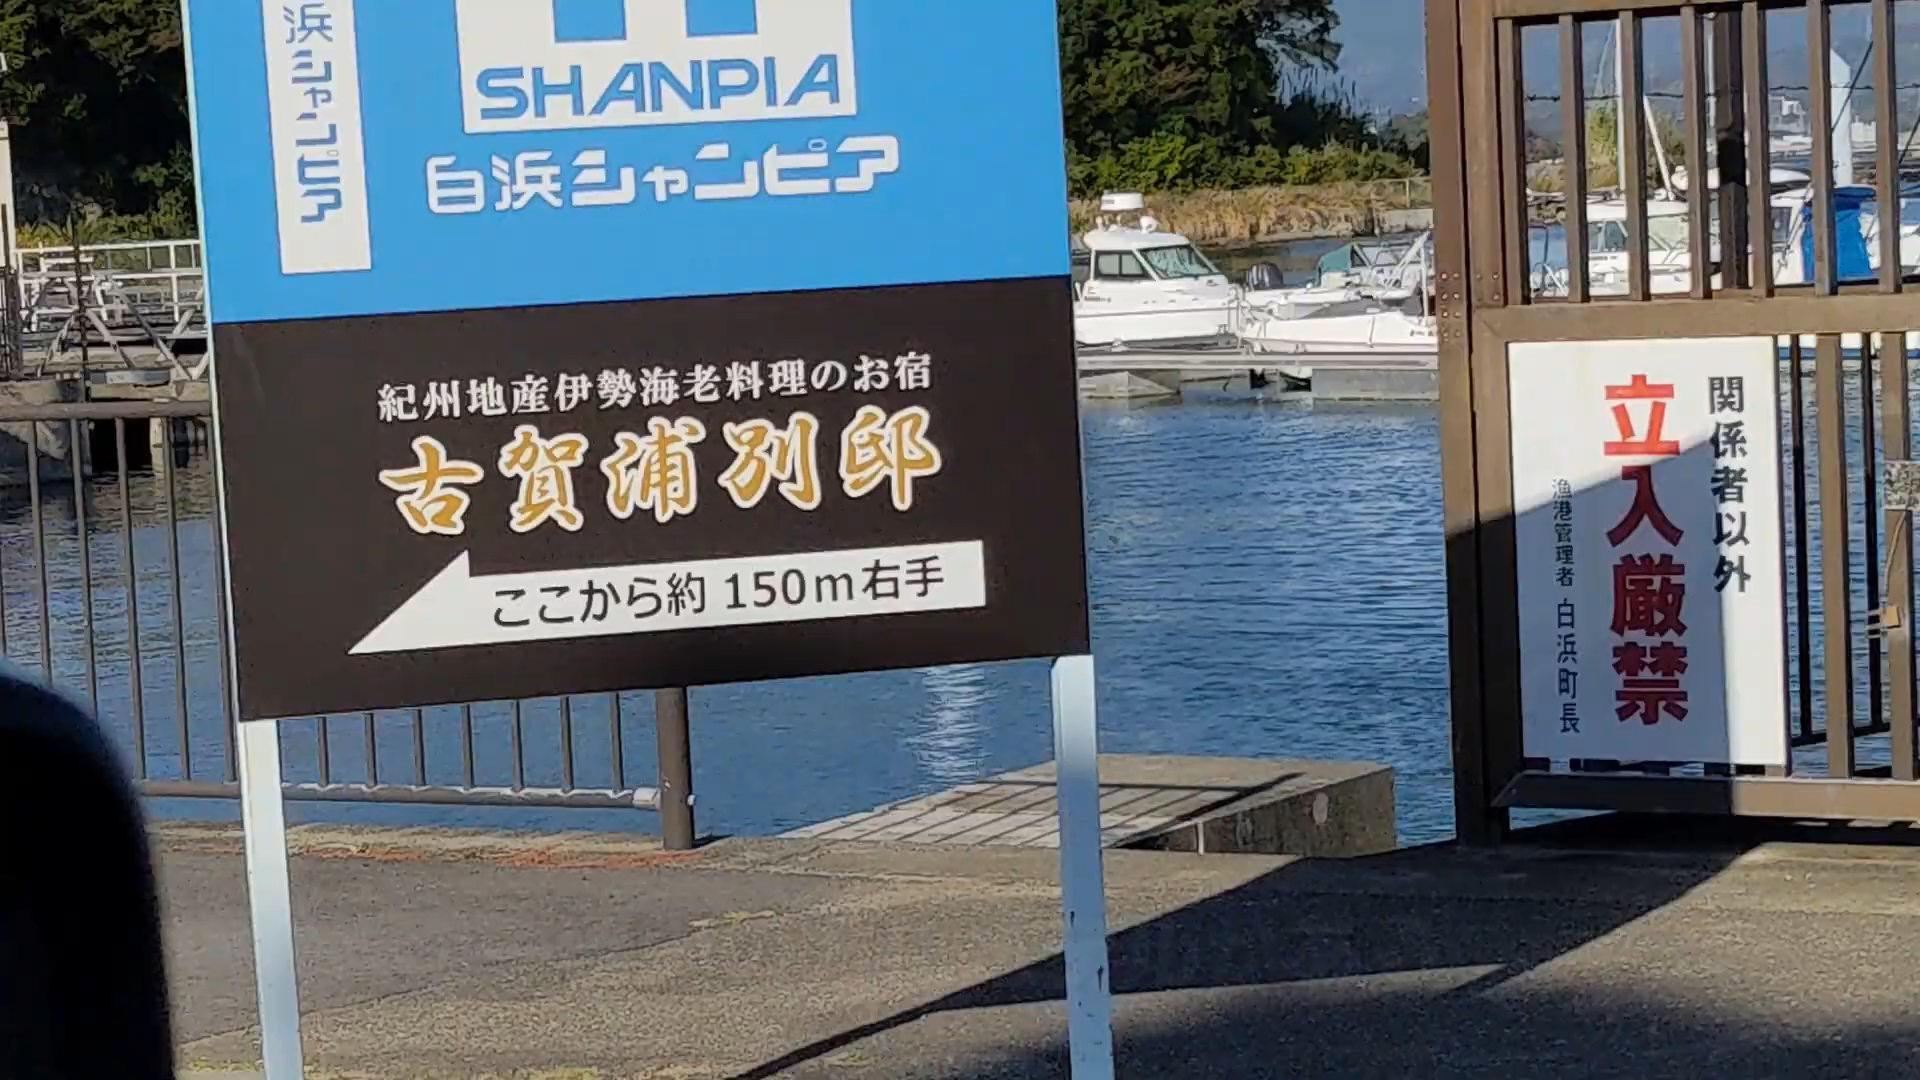 浜シャンピア
SHANPIA
白浜シャンピア
紀州地産伊勢海老料理のお宿
古賀浦別邸
ここから約150m右手
関係者以外
立入厳禁
漁港管理者 白浜町長